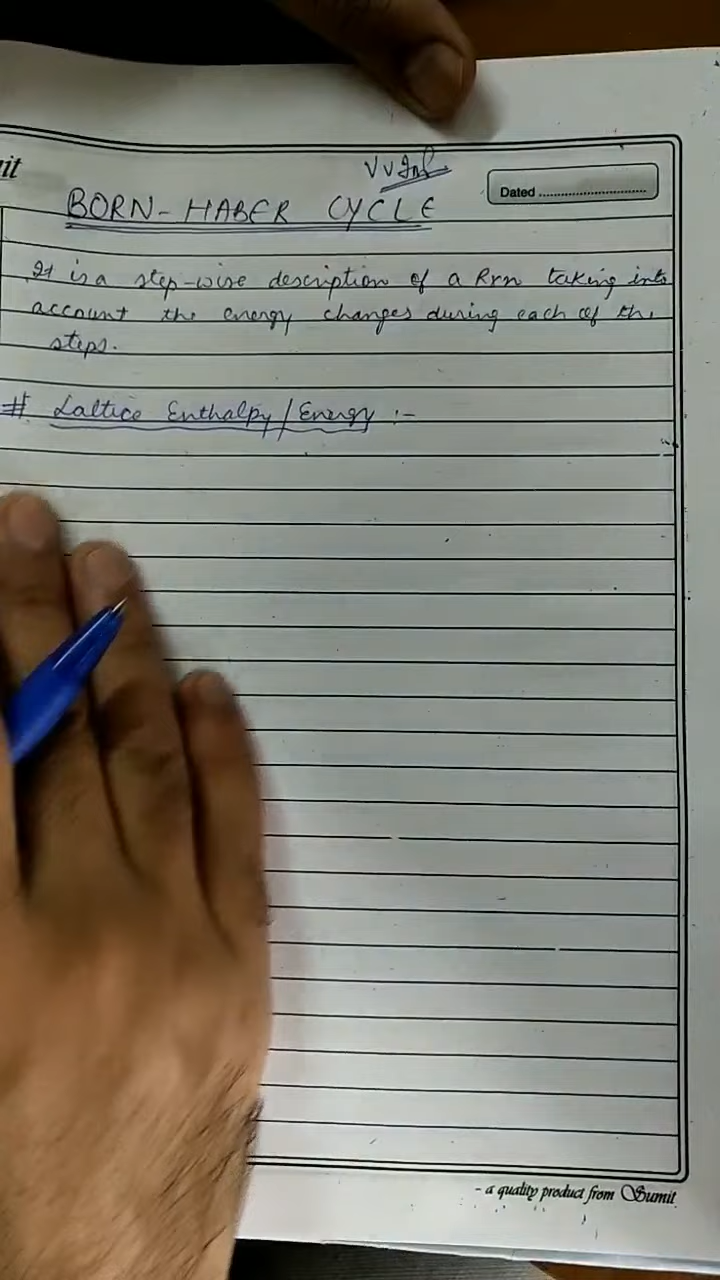 it
V V Imp
Dated
BORN-HABER CYCLE
It is a step-wise description of a Rxn taking into
account the energy changes during each of the
steps.
# Lattice Enthalpy/Energy :-
- a quality product from Sumit